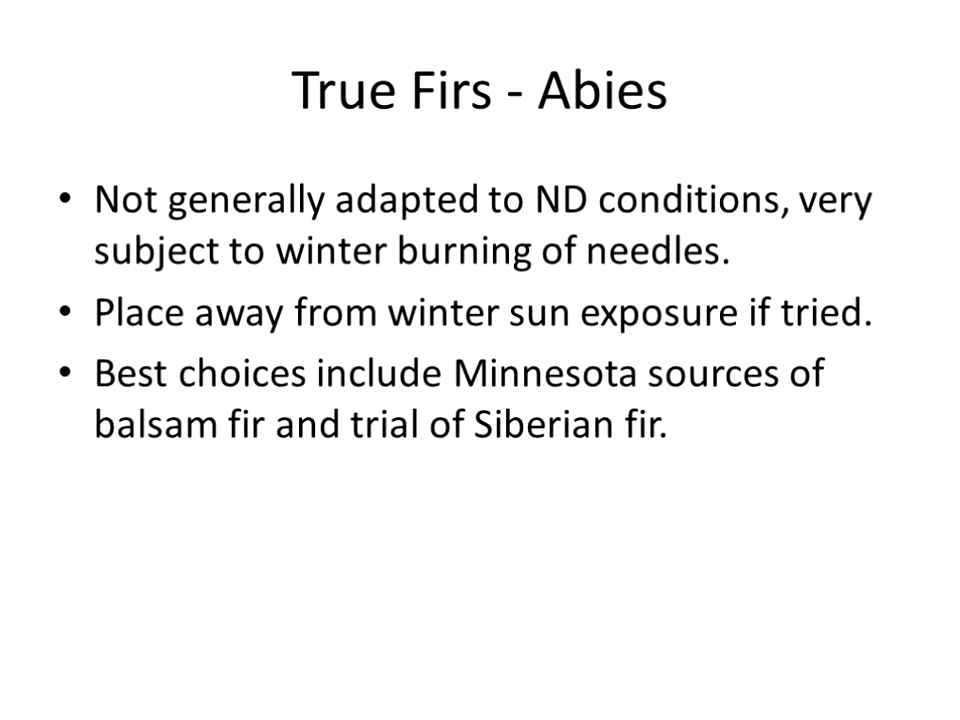 True Firs - Abies
• Not generally adapted to ND conditions, very
subject to winter burning of needles.
• Place away from winter sun exposure if tried.
• Best choices include Minnesota sources of
balsam fir and trial of Siberian fir.